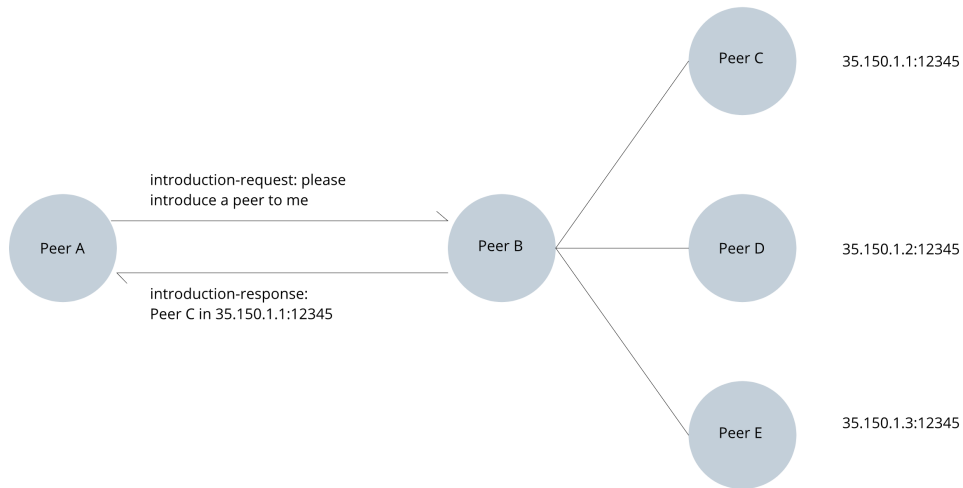 Peer C
35.150.1.1:12345
introduction-request: please
introduce a peer to me
Peer A
Peer B
Peer D
35.150.1.2:12345
introduction-response:
Peer C in 35.150.1.1:12345
Peer E
35.150.1.3:12345